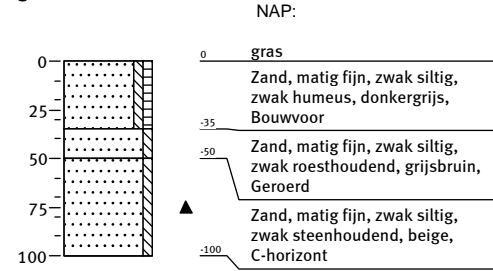 NAP:
0
25
50
75
100
0
gras
Zand, matig fijn, zwak siltig,
zwak humeus, donkergrijs,
Bouwvoor
-35
Zand, matig fijn, zwak siltig,
zwak roesthoudend, grijsbruin,
Geroerd
-50
Zand, matig fijn, zwak siltig,
zwak steenhoudend, beige,
C-horizont
-100